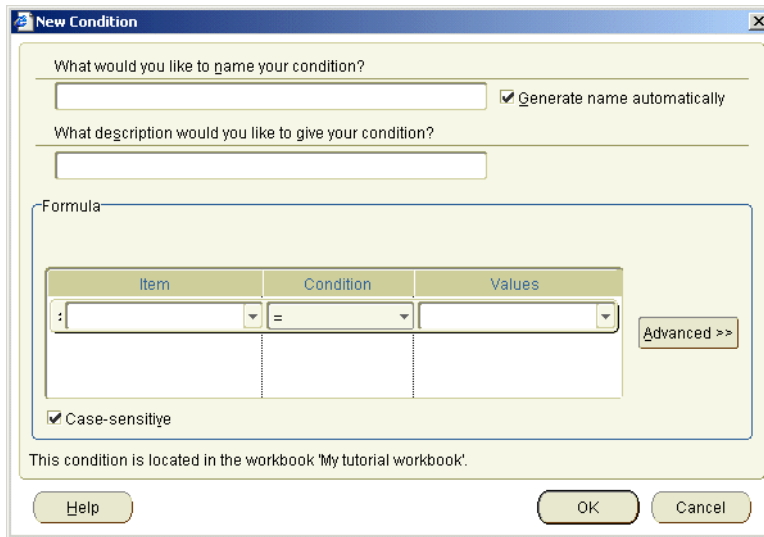 New Condition
What would you like to name your condition?
Generate name automatically
What description would you like to give your condition?
Formula
Item Condition Values
=
Advanced >>
Case-sensitive
This condition is located in the workbook 'My tutorial workbook'.
Help OK Cancel